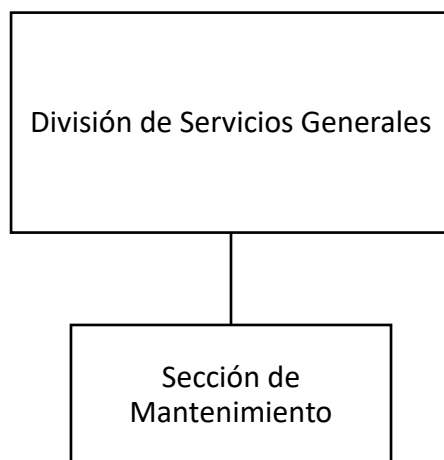 División de Servicios Generales
Sección de
Mantenimiento